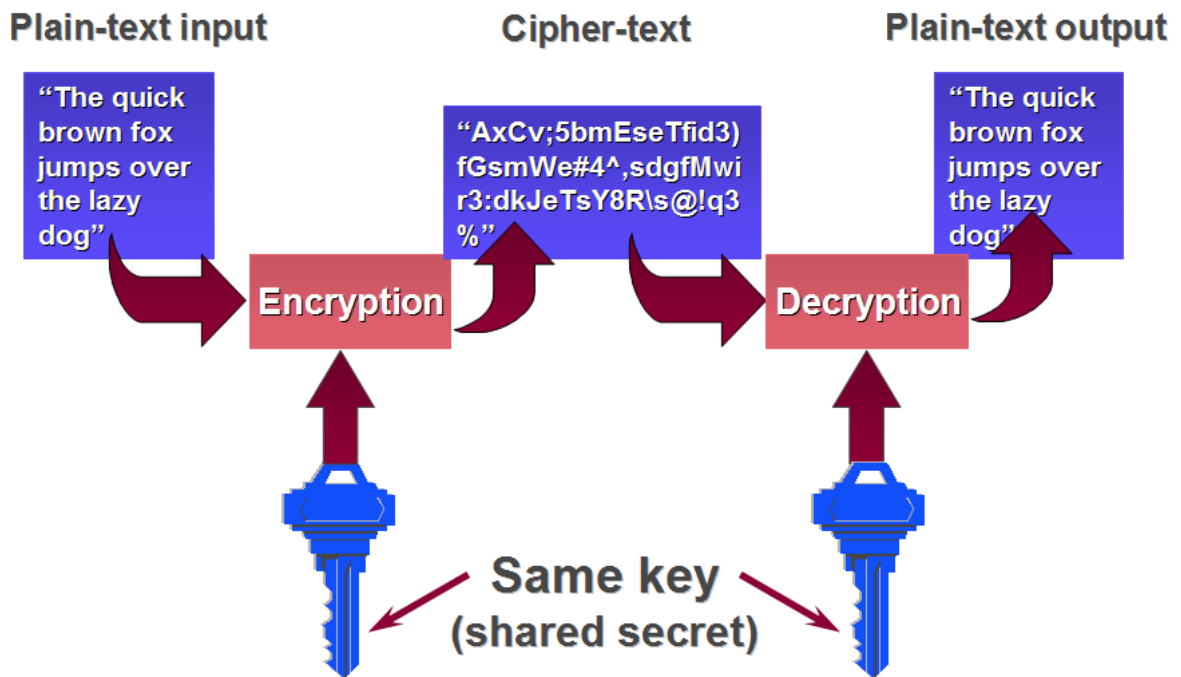 Plain-text input
Cipher-text
Plain-text output
“The quick
brown fox
jumps over
the lazy
dog”
“AxCv;5bmEseTfid3)
fGsmWe#4^,sdgfMwi
r3:dkJeTsY8R\s@!q3
%”
“The quick
brown fox
jumps over
the lazy
dog”
Encryption
Decryption
Same key
(shared secret)